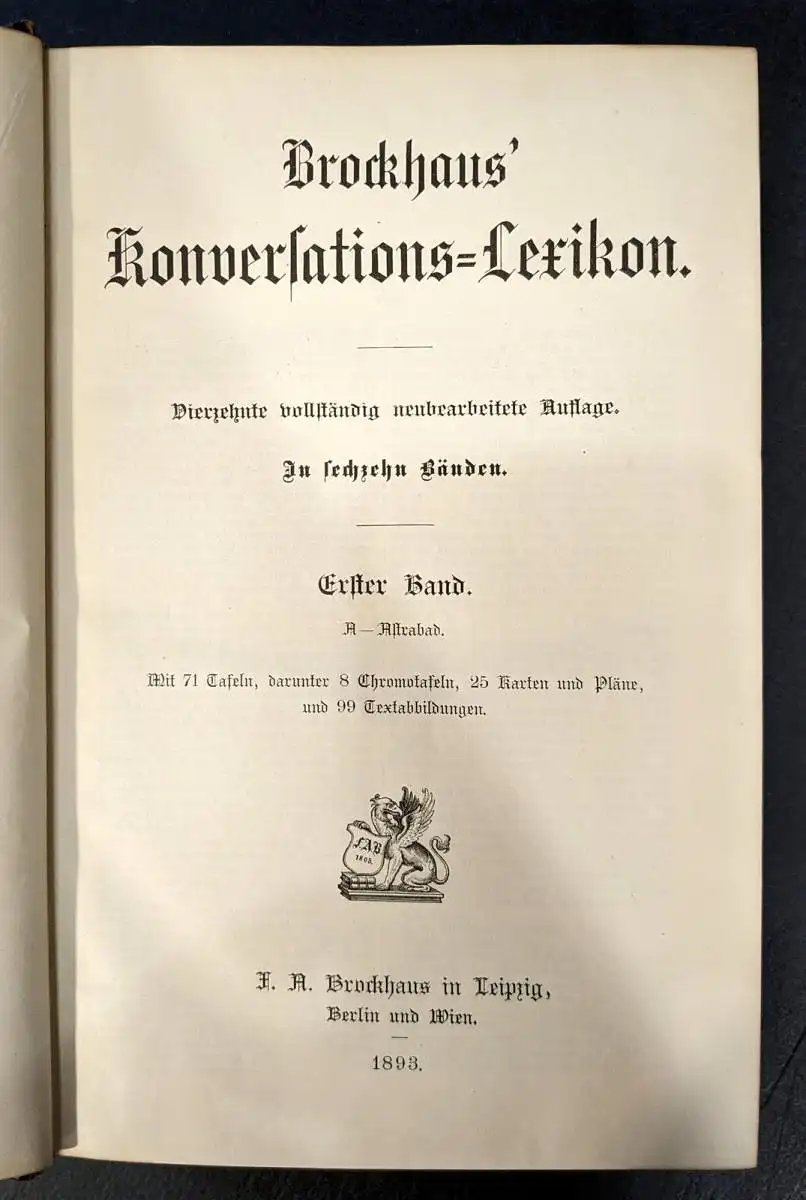 Brockhaus'
Konversations=Lexikon.
Vierzehnte vollständig neubearbeitete Auflage.
In sechzehn Bänden.
Erster Band.
A — Astrabad.
Mit 71 Tafeln, darunter 8 Chromotafeln, 25 Karten und Pläne,
und 99 Textabbildungen.
F.A.B
1805.
F. A. Brockhaus in Leipzig,
Berlin und Wien.
1893.